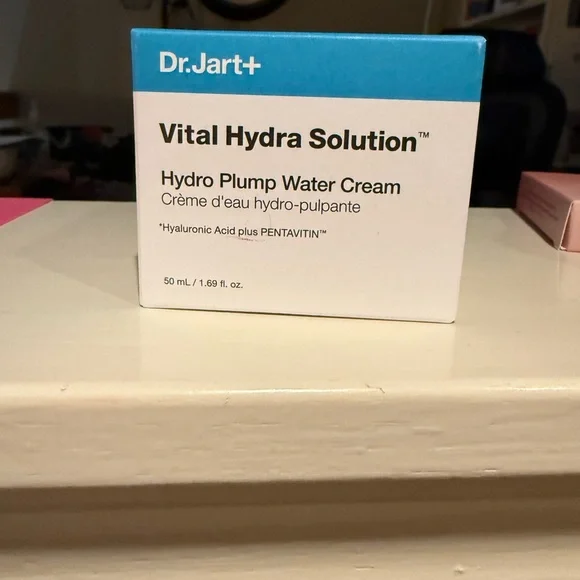 Dr.Jart+
Vital Hydra Solution™
Hydro Plump Water Cream
Crème d'eau hydro-pulpante
*Hyaluronic Acid plus PENTAVITIN™
50 mL / 1.69 fl. oz.